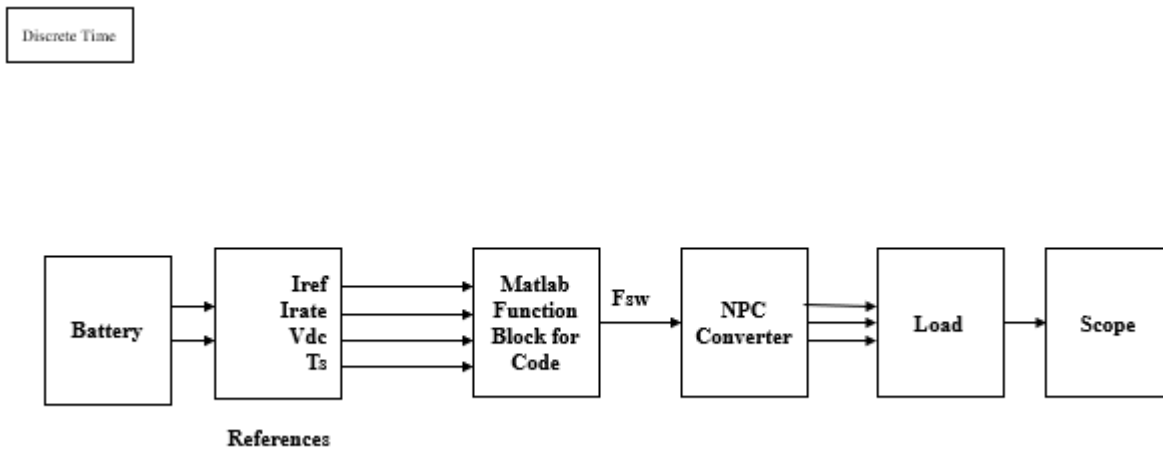 Discrete Time
Battery
Iref
Irate
Vdc
Ts
References
Matlab
Function
Block for
Code
Fsw
NPC
Converter
Load
Scope